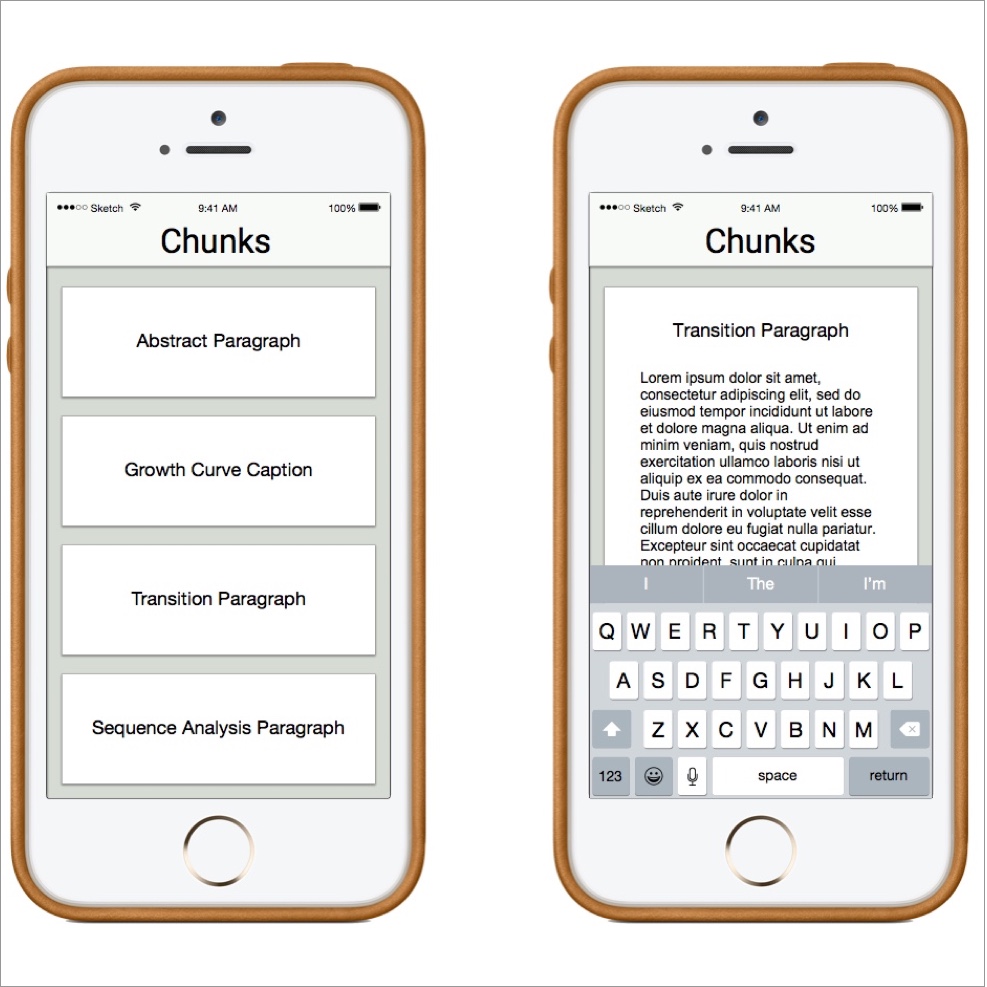 Sketch 9:41 AM 100%
Chunks
Abstract Paragraph
Growth Curve Caption
Transition Paragraph
Sequence Analysis Paragraph
Sketch 9:41 AM 100%
Chunks
Transition Paragraph
Lorem ipsum dolor sit amet,
consectetur adipiscing elit, sed do
eiusmod tempor incididunt ut labore
et dolore magna aliqua. Ut enim ad
minim veniam, quis nostrud
exercitation ullamco laboris nisi ut
aliquip ex ea commodo consequat.
Duis aute irure dolor in
reprehenderit in voluptate velit esse
cillum dolore eu fugiat nulla pariatur.
Excepteur sint occaecat cupidatat
non proident, sunt in culpa qui
I The I'm
Q W E R T Y U I O P
A S D F G H J K L
Z X C V B N M
123 space return